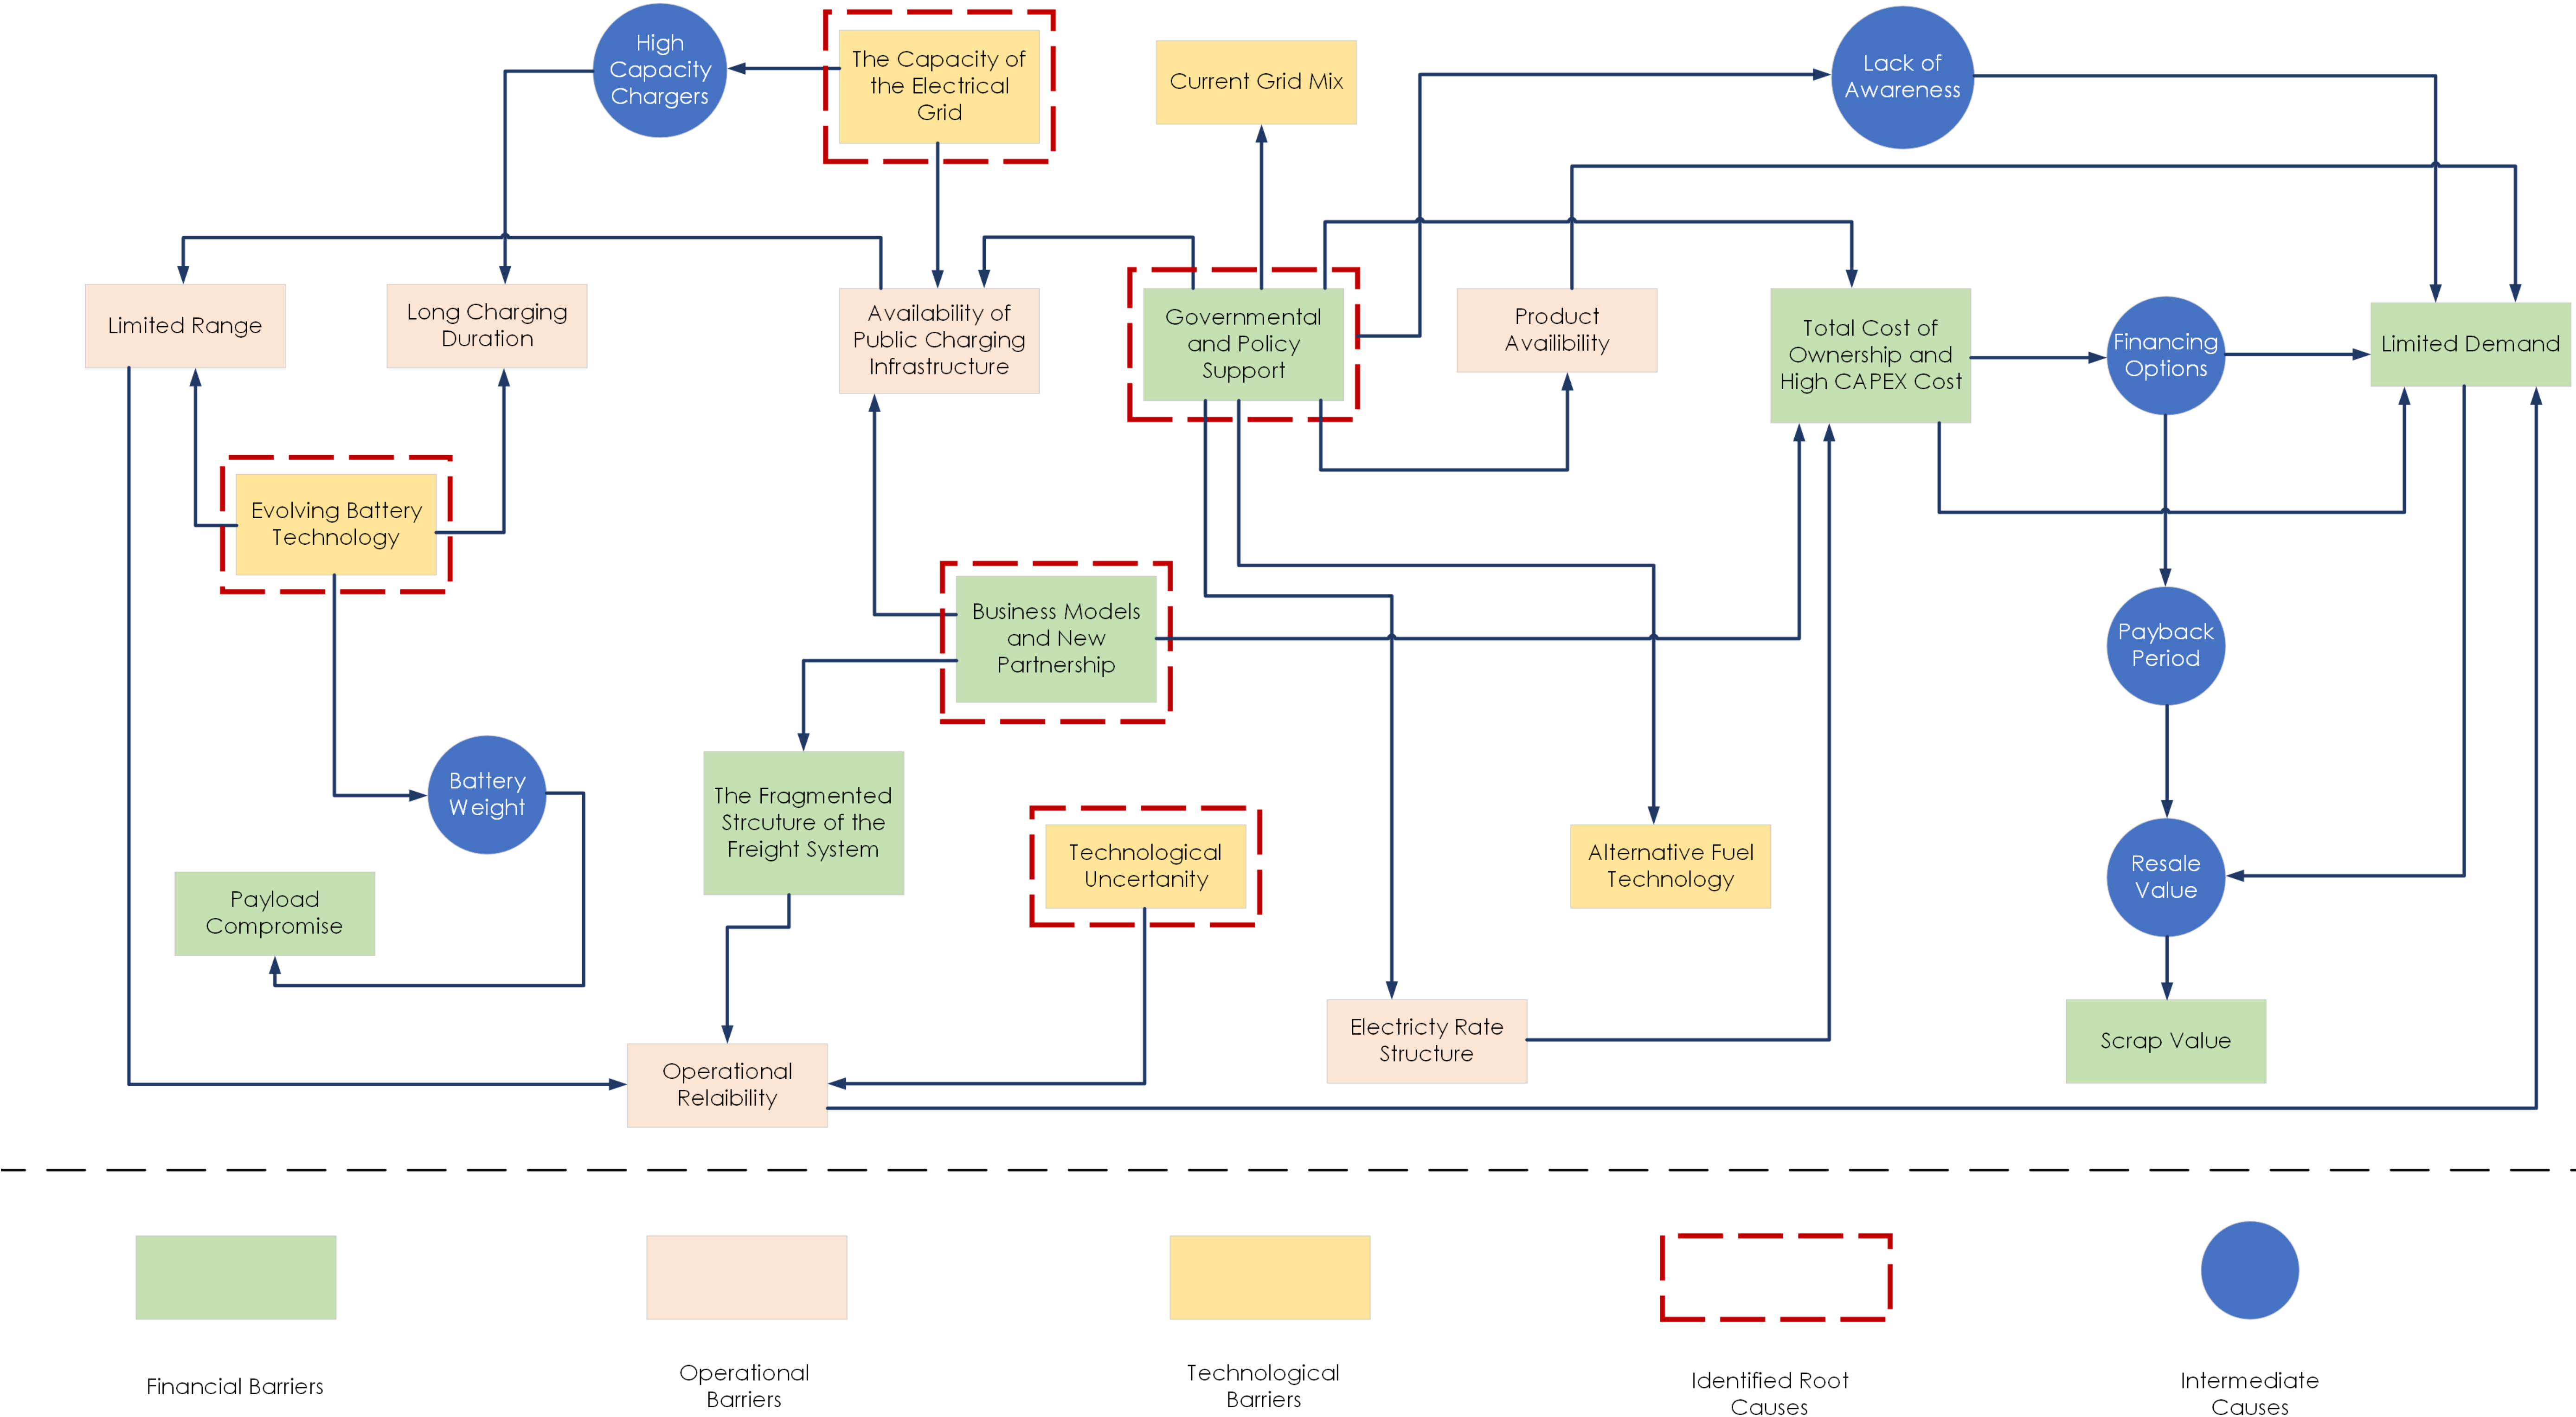 High
Capacity
Chargers
The Capacity of
the Electrical
Grid
Current Grid Mix
Lack of
Awareness
Limited Range
Long Charging
Duration
Availability of
Public Charging
Infrastructure
Governmental
and Policy
Support
Product
Availibility
Total Cost of
Ownership and
High CAPEX Cost
Financing
Options
Limited Demand
Evolving Battery
Technology
Business Models
and New
Partnership
Payback
Period
Battery
Weight
The Fragmented
Strcuture of the
Freight System
Technological
Uncertanity
Alternative Fuel
Technology
Resale
Value
Payload
Compromise
Electricty Rate
Structure
Scrap Value
Operational
Relaibility
Financial Barriers
Operational
Barriers
Technological
Barriers
Identified Root
Causes
Intermediate
Causes